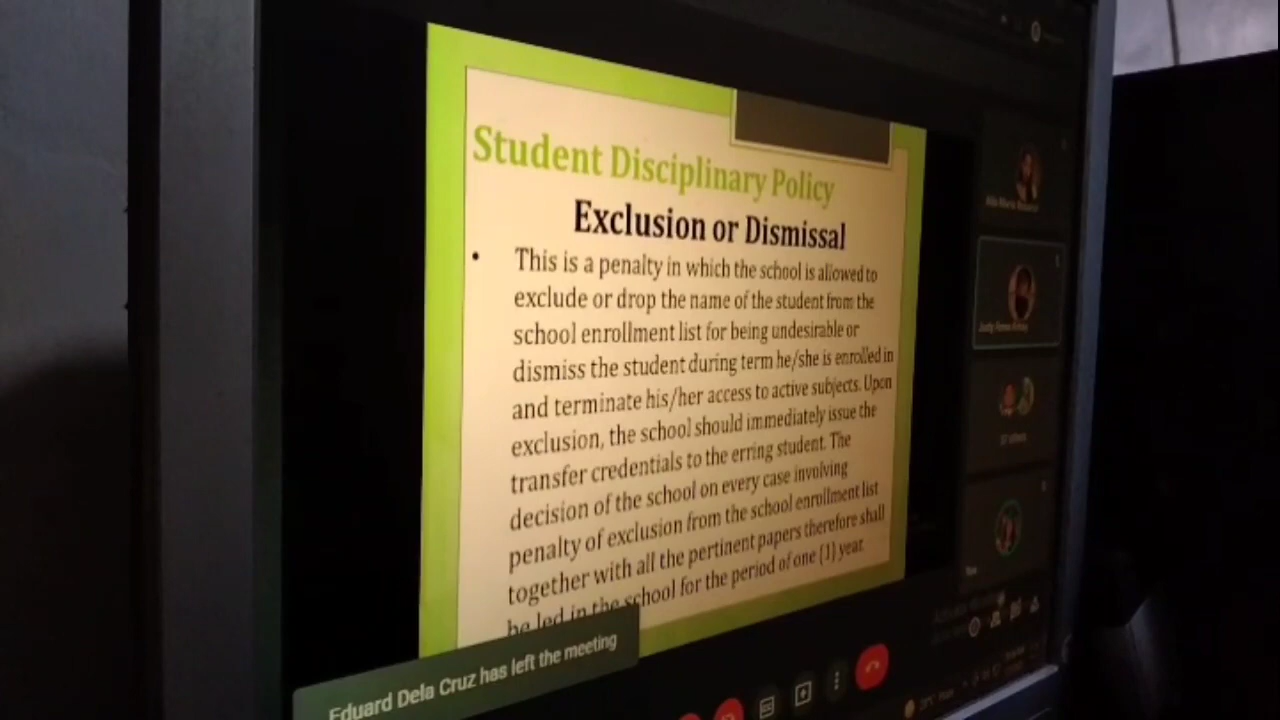 Student Disciplinary Policy
Exclusion or Dismissal
• This is a penalty in which the school is allowed to
exclude or drop the name of the student from the
school enrollment list for being undesirable or
dismiss the student during term he/she is enrolled in
and terminate his/her access to active subjects. Upon
exclusion, the school should immediately issue the
transfer credentials to the erring student. The
decision of the school on every case involving
penalty of exclusion from the school enrollment list
together with all the pertinent papers therefore shall
be led in the school for the period of one (1) year.
Eduard Dela Cruz has left the meeting